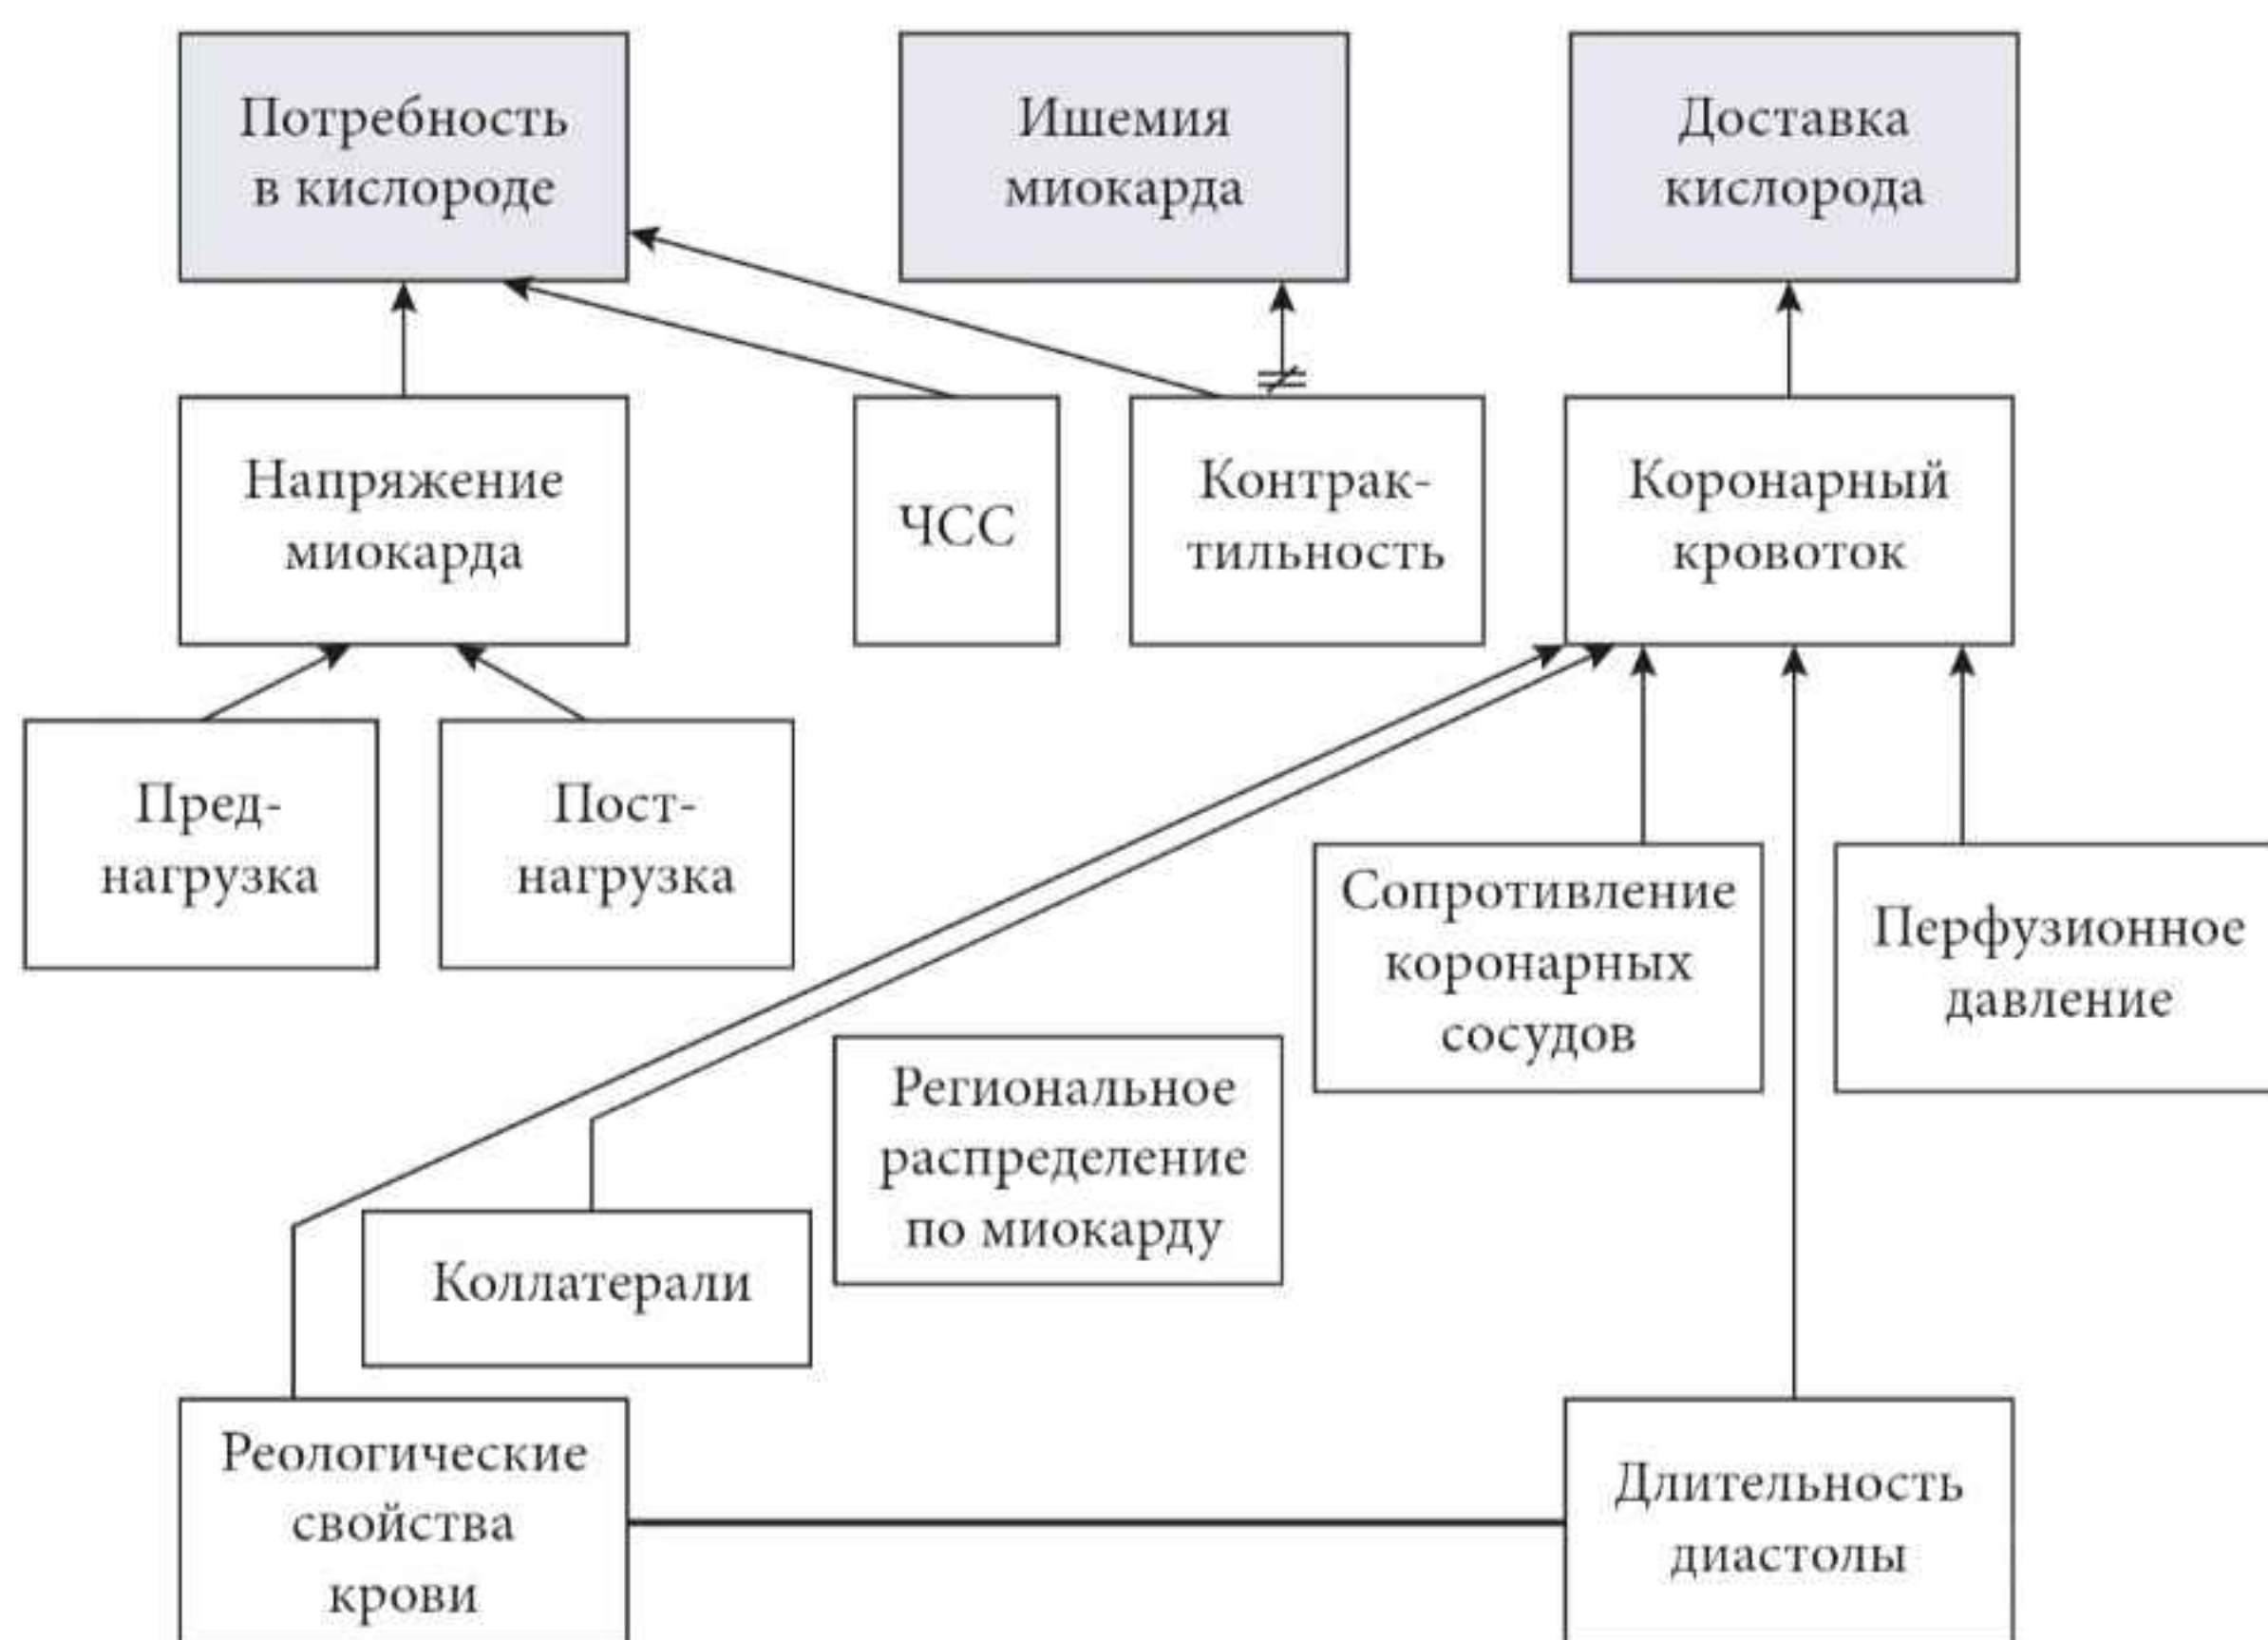 Потребность
в кислороде
Ишемия
миокарда
Доставка
кислорода
Напряжение
миокарда
ЧСС
Контрак-
тильность
Коронарный
кровоток
Пред-
нагрузка
Пост-
нагрузка
Сопротивление
коронарных
сосудов
Перфузионное
давление
Региональное
распределение
по миокарду
Коллатерали
Реологические
свойства
крови
Длительность
диастолы